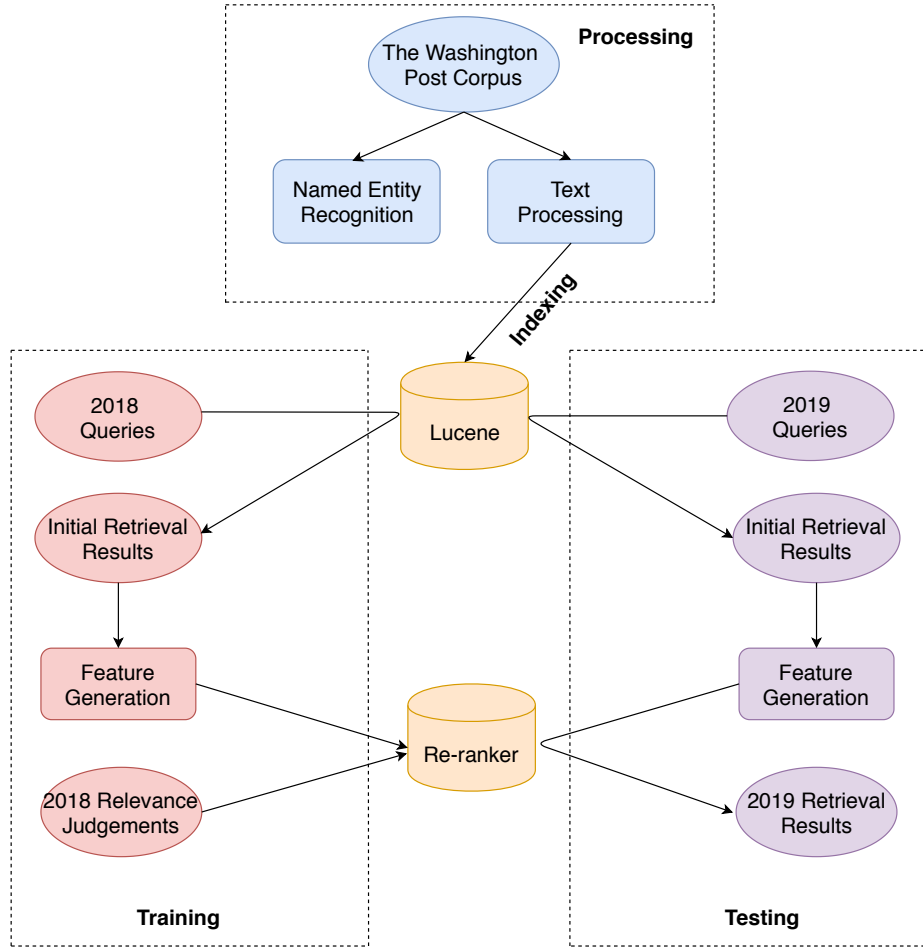 Processing
The Washington
Post Corpus
Named Entity
Recognition
Text
Processing
Indexing
2018
Queries
Lucene
2019
Queries
Initial Retrieval
Results
Initial Retrieval
Results
Feature
Generation
Feature
Generation
Re-ranker
2018 Relevance
Judgements
2019 Retrieval
Results
Training
Testing